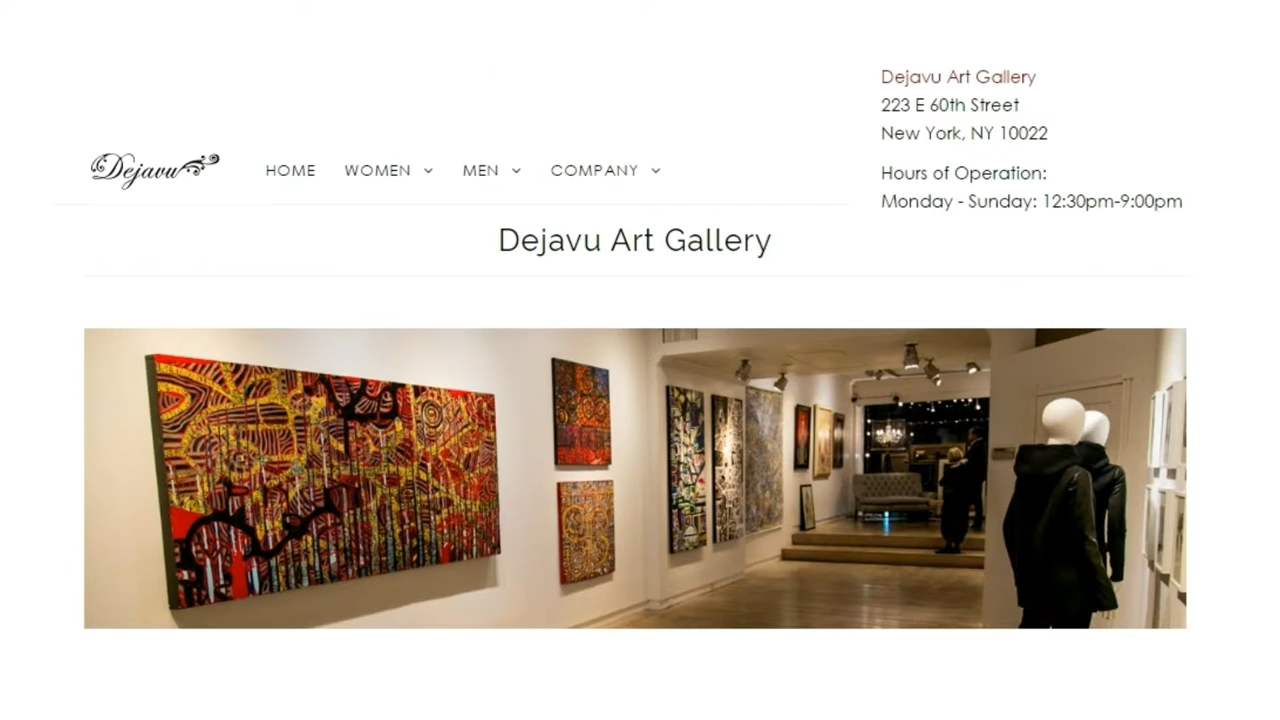 Dejavu Art Gallery
223 E 60th Street
New York, NY 10022
Hours of Operation:
Monday - Sunday: 12:30pm-9:00pm
Dejavu
HOME WOMEN MEN COMPANY
Dejavu Art Gallery